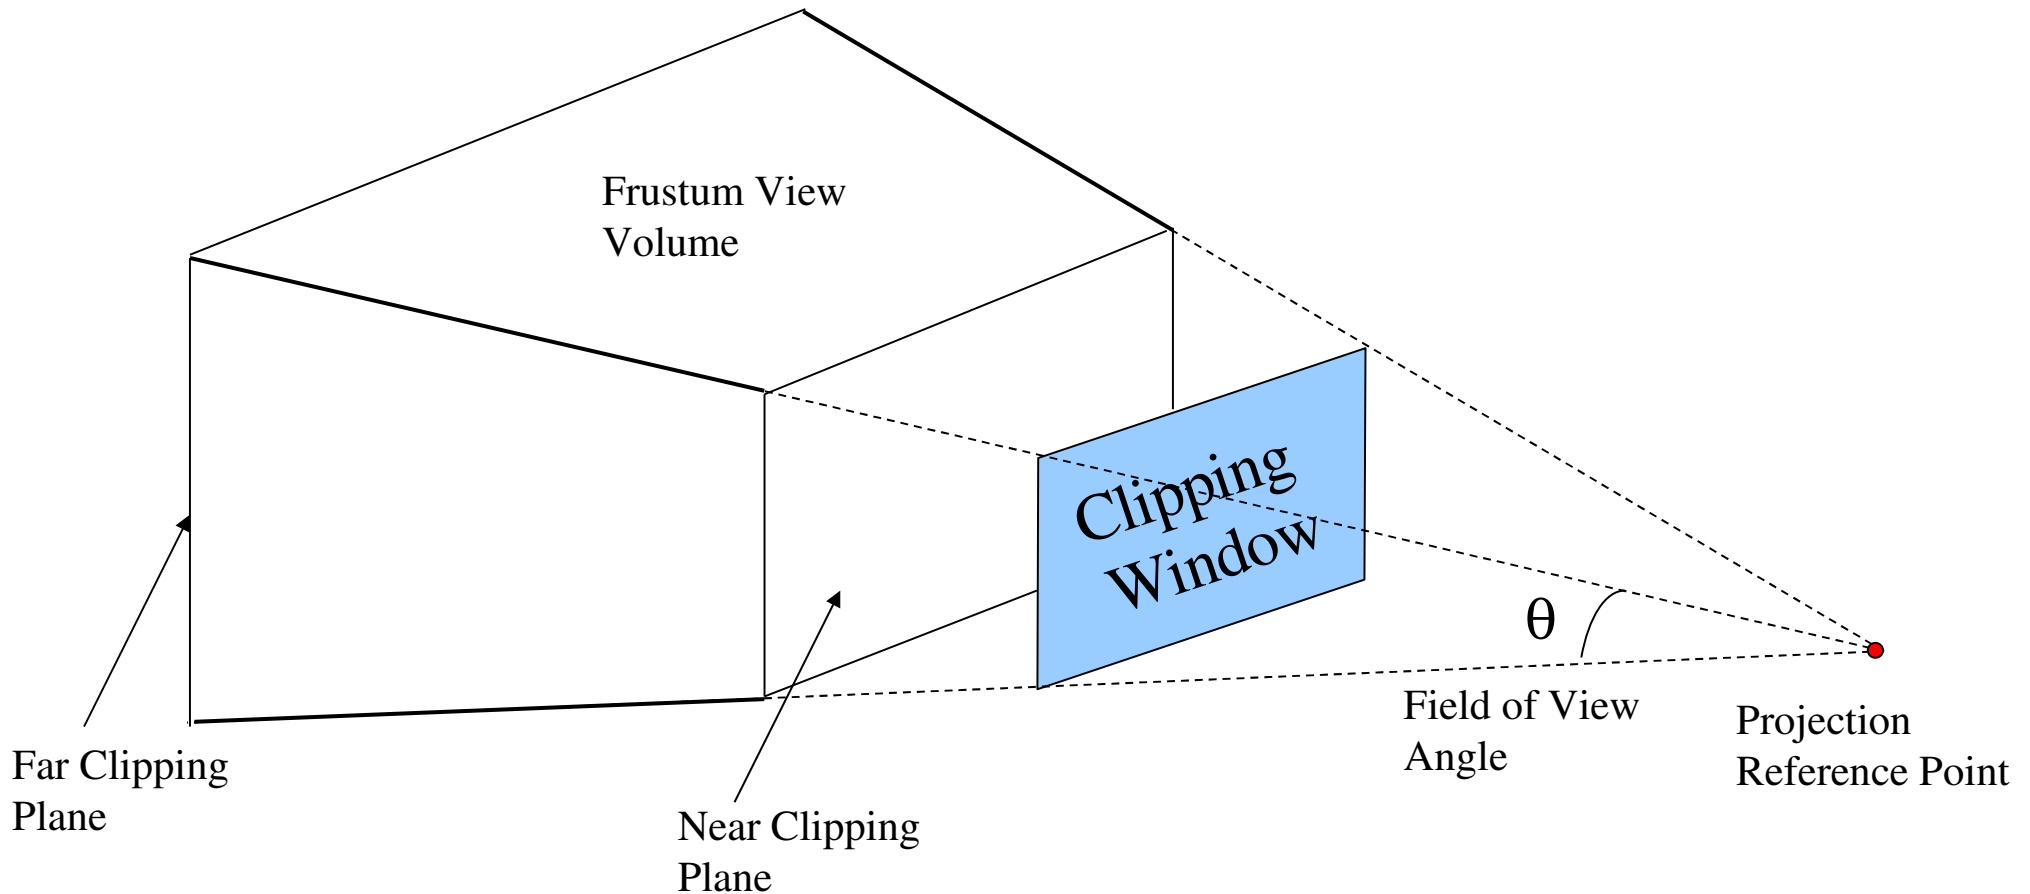 Frustum View
Volume
Clipping
Window
θ
Field of View
Angle
Projection
Reference Point
Far Clipping
Plane
Near Clipping
Plane